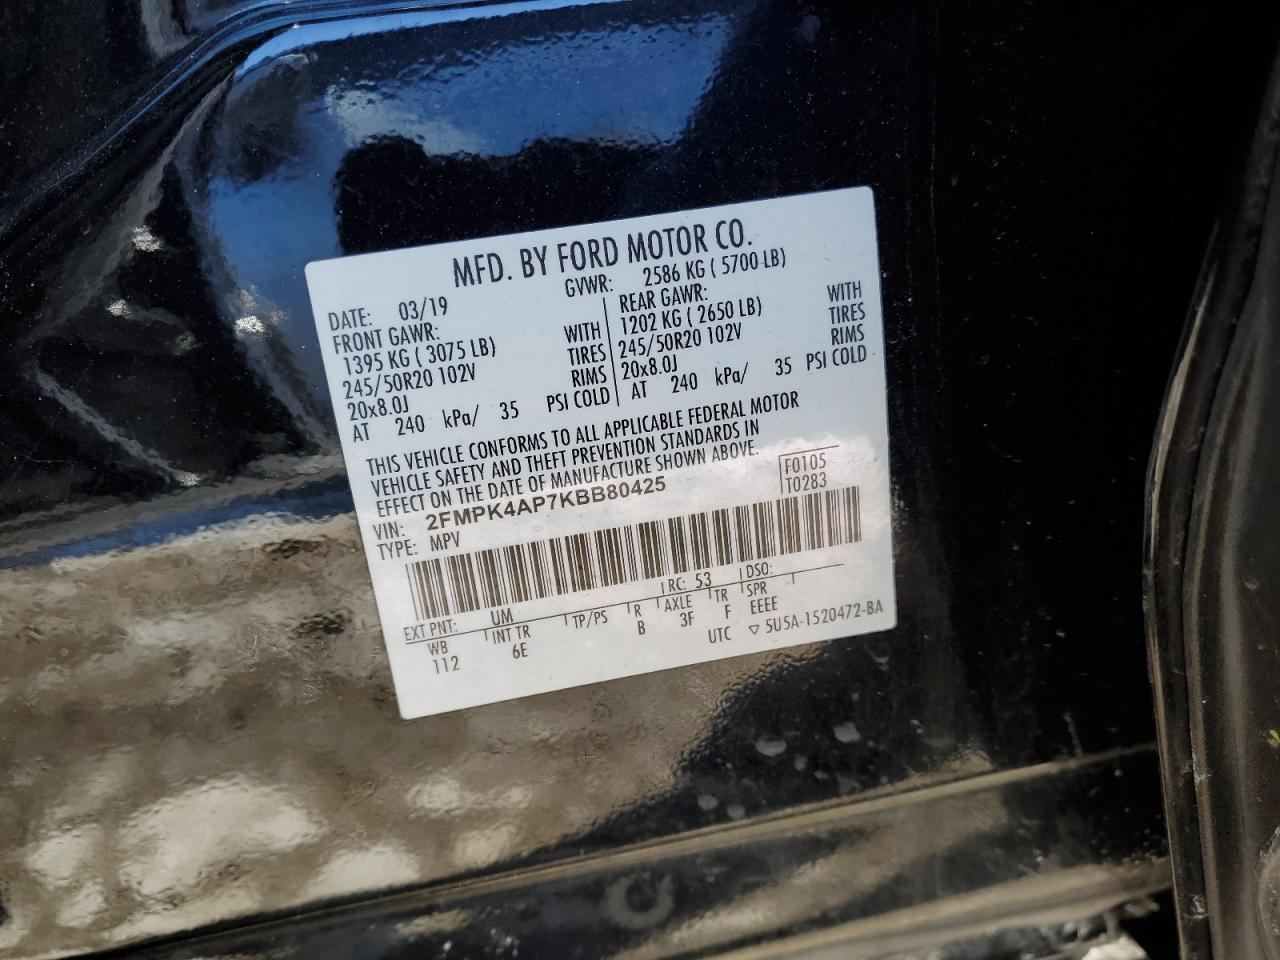 MFD. BY FORD MOTOR CO.
DATE: 03/19 GVWR: 2586 KG ( 5700 LB)
FRONT GAWR: REAR GAWR:
1395 KG ( 3075 LB) WITH 1202 KG ( 2650 LB) WITH
245/50R20 102V TIRES 245/50R20 102V TIRES
20x8.0J RIMS 20x8.0J RIMS
AT 240 kPa/ 35 PSI COLD AT 240 kPa/ 35 PSI COLD
THIS VEHICLE CONFORMS TO ALL APPLICABLE FEDERAL MOTOR
VEHICLE SAFETY AND THEFT PREVENTION STANDARDS IN
EFFECT ON THE DATE OF MANUFACTURE SHOWN ABOVE.
VIN: 2FMPK4AP7KBB80425 F0105
TYPE: MPV T0283
EXT PNT: UM RC: 53 DSO:
WB INT TR TP/PS R AXLE TR SPR
112 6E B 3F F EEEE
UTC ▽ 5U5A-1520472-BA